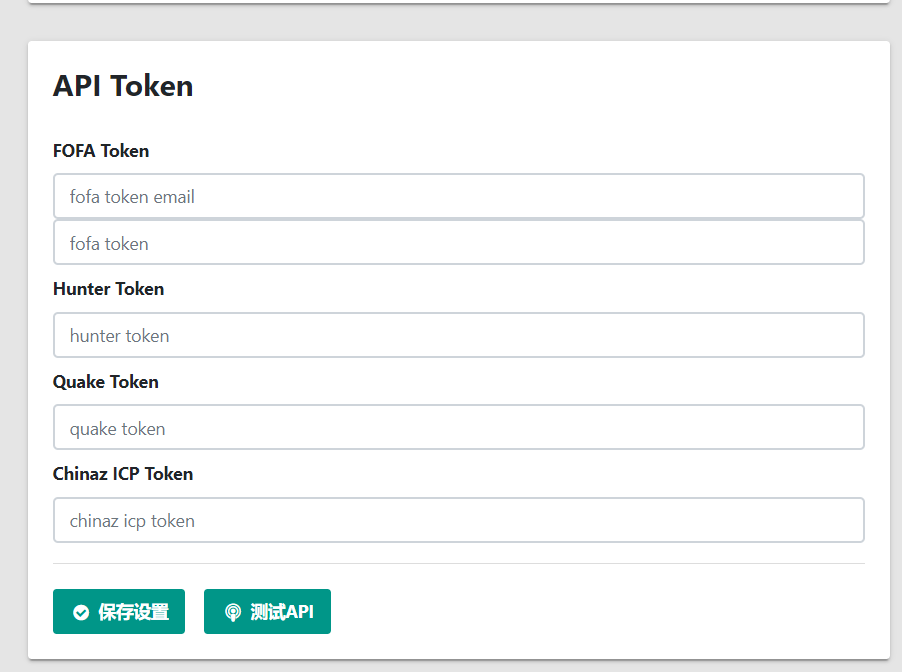 API Token
FOFA Token
fofa token email
fofa token
Hunter Token
hunter token
Quake Token
quake token
Chinaz ICP Token
chinaz icp token
保存设置 测试API